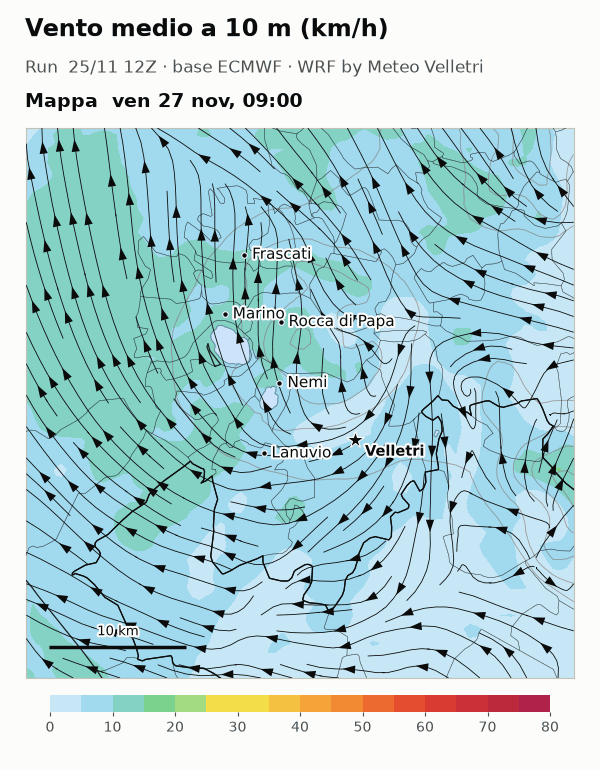 Vento medio a 10 m (km/h)
Run 25/11 12Z · base ECMWF · WRF by Meteo Velletri
Mappa ven 27 nov, 09:00
Frascati
Marino
Rocca di Papa
Nemi
Velletri
Lanuvio
10 km
0 10 20 30 40 50 60 70 80